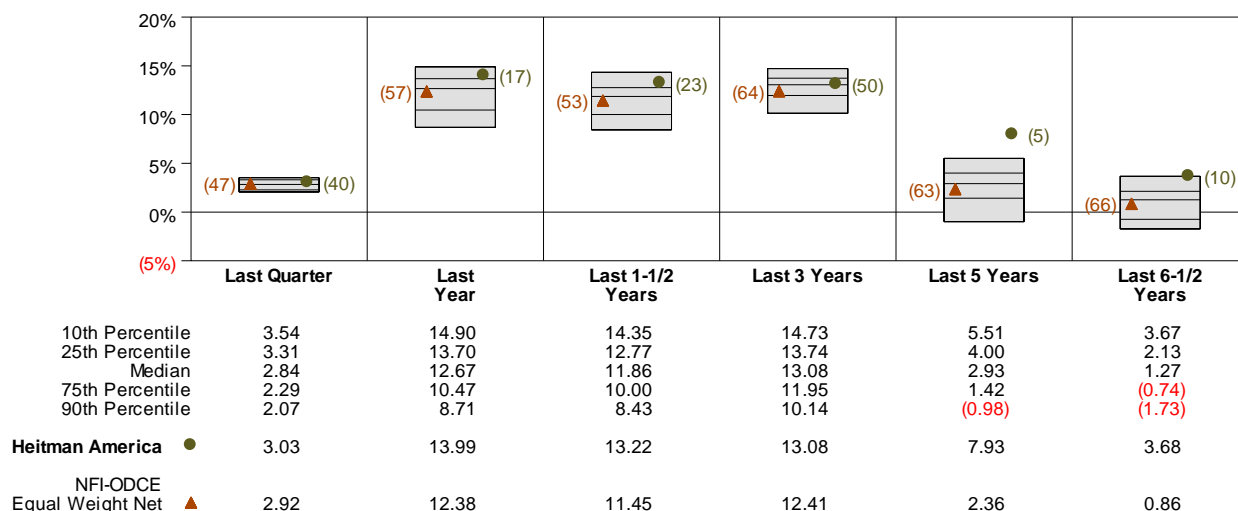 20%
15%
10%
5%
0%
(5%)
(47) (40)
(57) (17)
(53) (23)
(64) (50)
(63) (5)
(66) (10)
Last Quarter Last Year Last 1-1/2 Years Last 3 Years Last 5 Years Last 6-1/2 Years
10th Percentile 3.54 14.90 14.35 14.73 5.51 3.67
25th Percentile 3.31 13.70 12.77 13.74 4.00 2.13
Median 2.84 12.67 11.86 13.08 2.93 1.27
75th Percentile 2.29 10.47 10.00 11.95 1.42 (0.74)
90th Percentile 2.07 8.71 8.43 10.14 (0.98) (1.73)
Heitman America 3.03 13.99 13.22 13.08 7.93 3.68
NFI-ODCE
Equal Weight Net 2.92 12.38 11.45 12.41 2.36 0.86